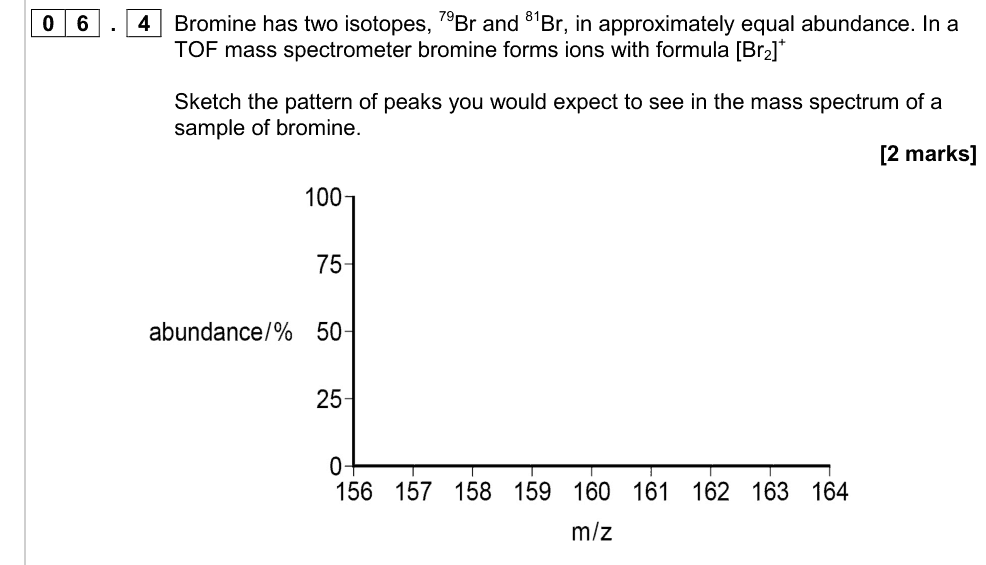 0 6 . 4 Bromine has two isotopes, ⁷⁹Br and ⁸¹Br, in approximately equal abundance. In a
TOF mass spectrometer bromine forms ions with formula [Br₂]⁺
Sketch the pattern of peaks you would expect to see in the mass spectrum of a
sample of bromine.
[2 marks]
100
75
abundance/% 50
25
0
156 157 158 159 160 161 162 163 164
m/z